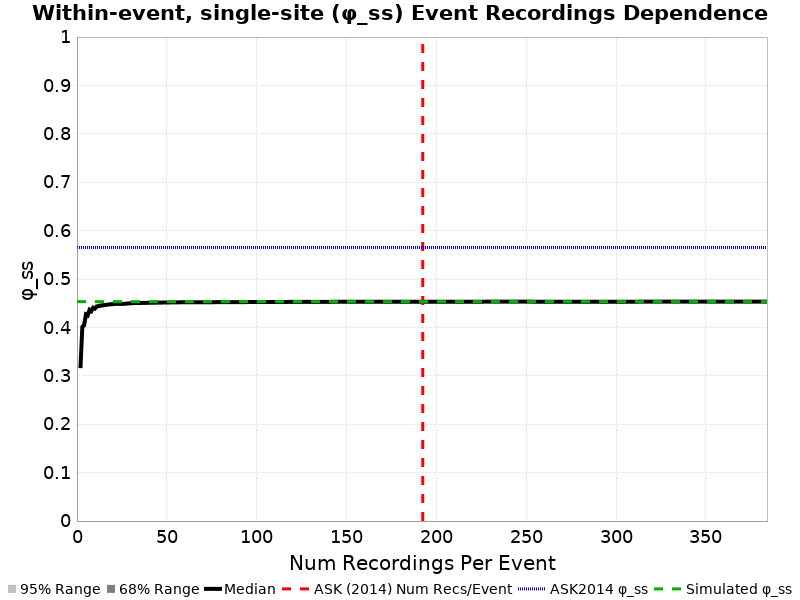 Within-event, single-site (φ_ss) Event Recordings Dependence
1
0.9
0.8
0.7
0.6
0.5
0.4
0.3
0.2
0.1
0
φ_ss
0 50 100 150 200 250 300 350
Num Recordings Per Event
95% Range 68% Range Median ASK (2014) Num Recs/Event ASK2014 φ_ss Simulated φ_ss